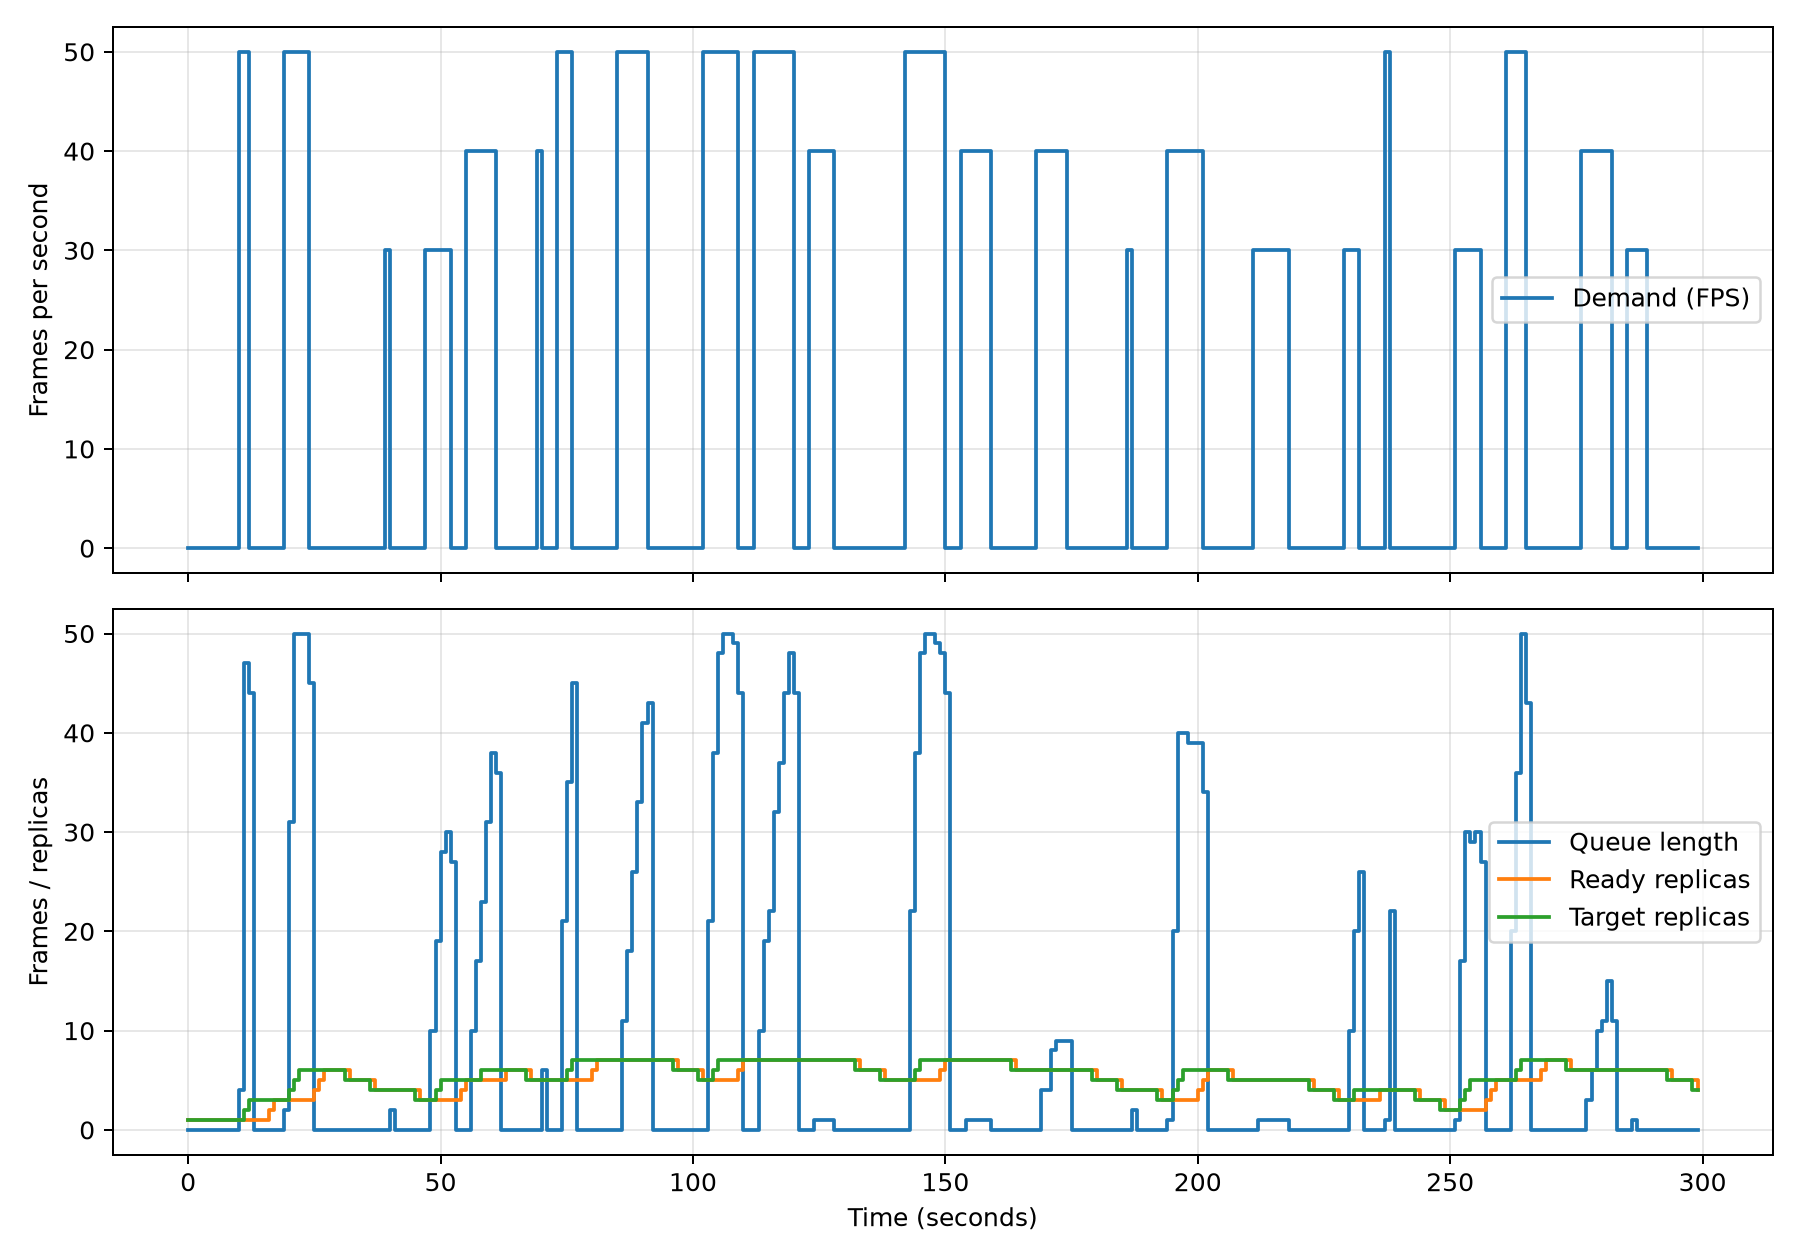 50
40
30
20
10
0
Frames per second
Demand (FPS)
50
40
30
20
10
0
Frames / replicas
Queue length
Ready replicas
Target replicas
0 50 100 150 200 250 300
Time (seconds)